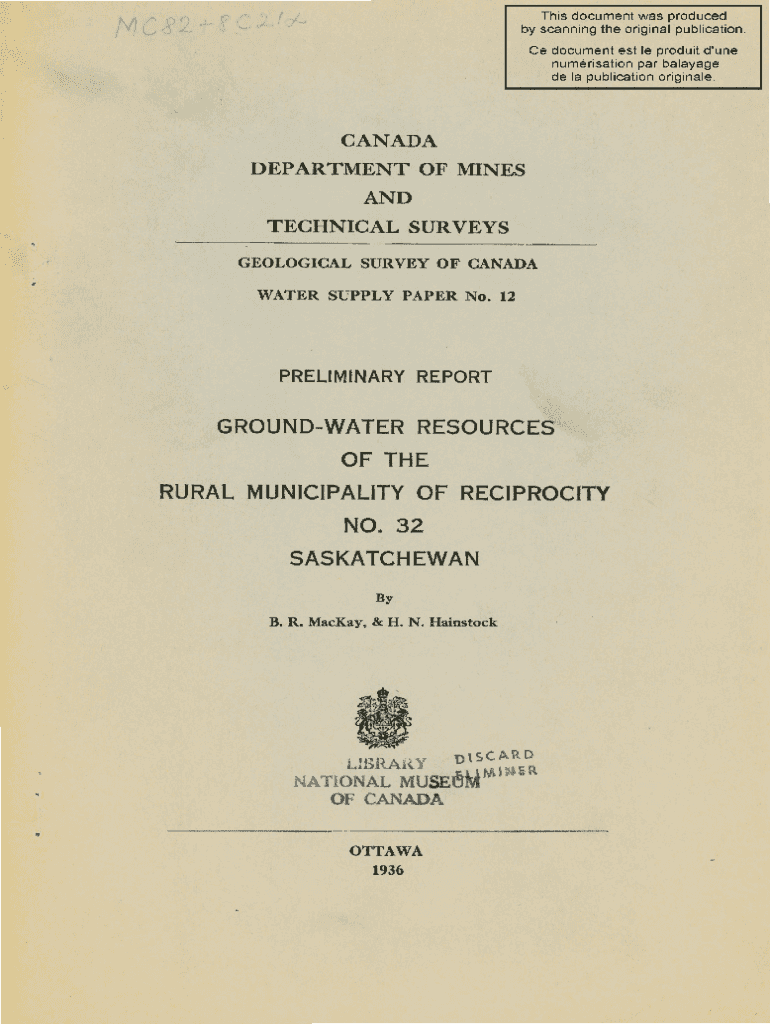 This document was produced
by scanning the original publication.
Ce document est le produit d'une
numérisation par balayage
de la publication originale.
CANADA
DEPARTMENT OF MINES
AND
TECHNICAL SURVEYS
GEOLOGICAL SURVEY OF CANADA
WATER SUPPLY PAPER No. 12
PRELIMINARY REPORT
GROUND-WATER RESOURCES
OF THE
RURAL MUNICIPALITY OF RECIPROCITY
NO. 32
SASKATCHEWAN
By
B. R. MacKay, & H. N. Hainstock
LIBRARY
NATIONAL MUSEUM
OF CANADA
DISCARD
ELIMINER
OTTAWA
1936